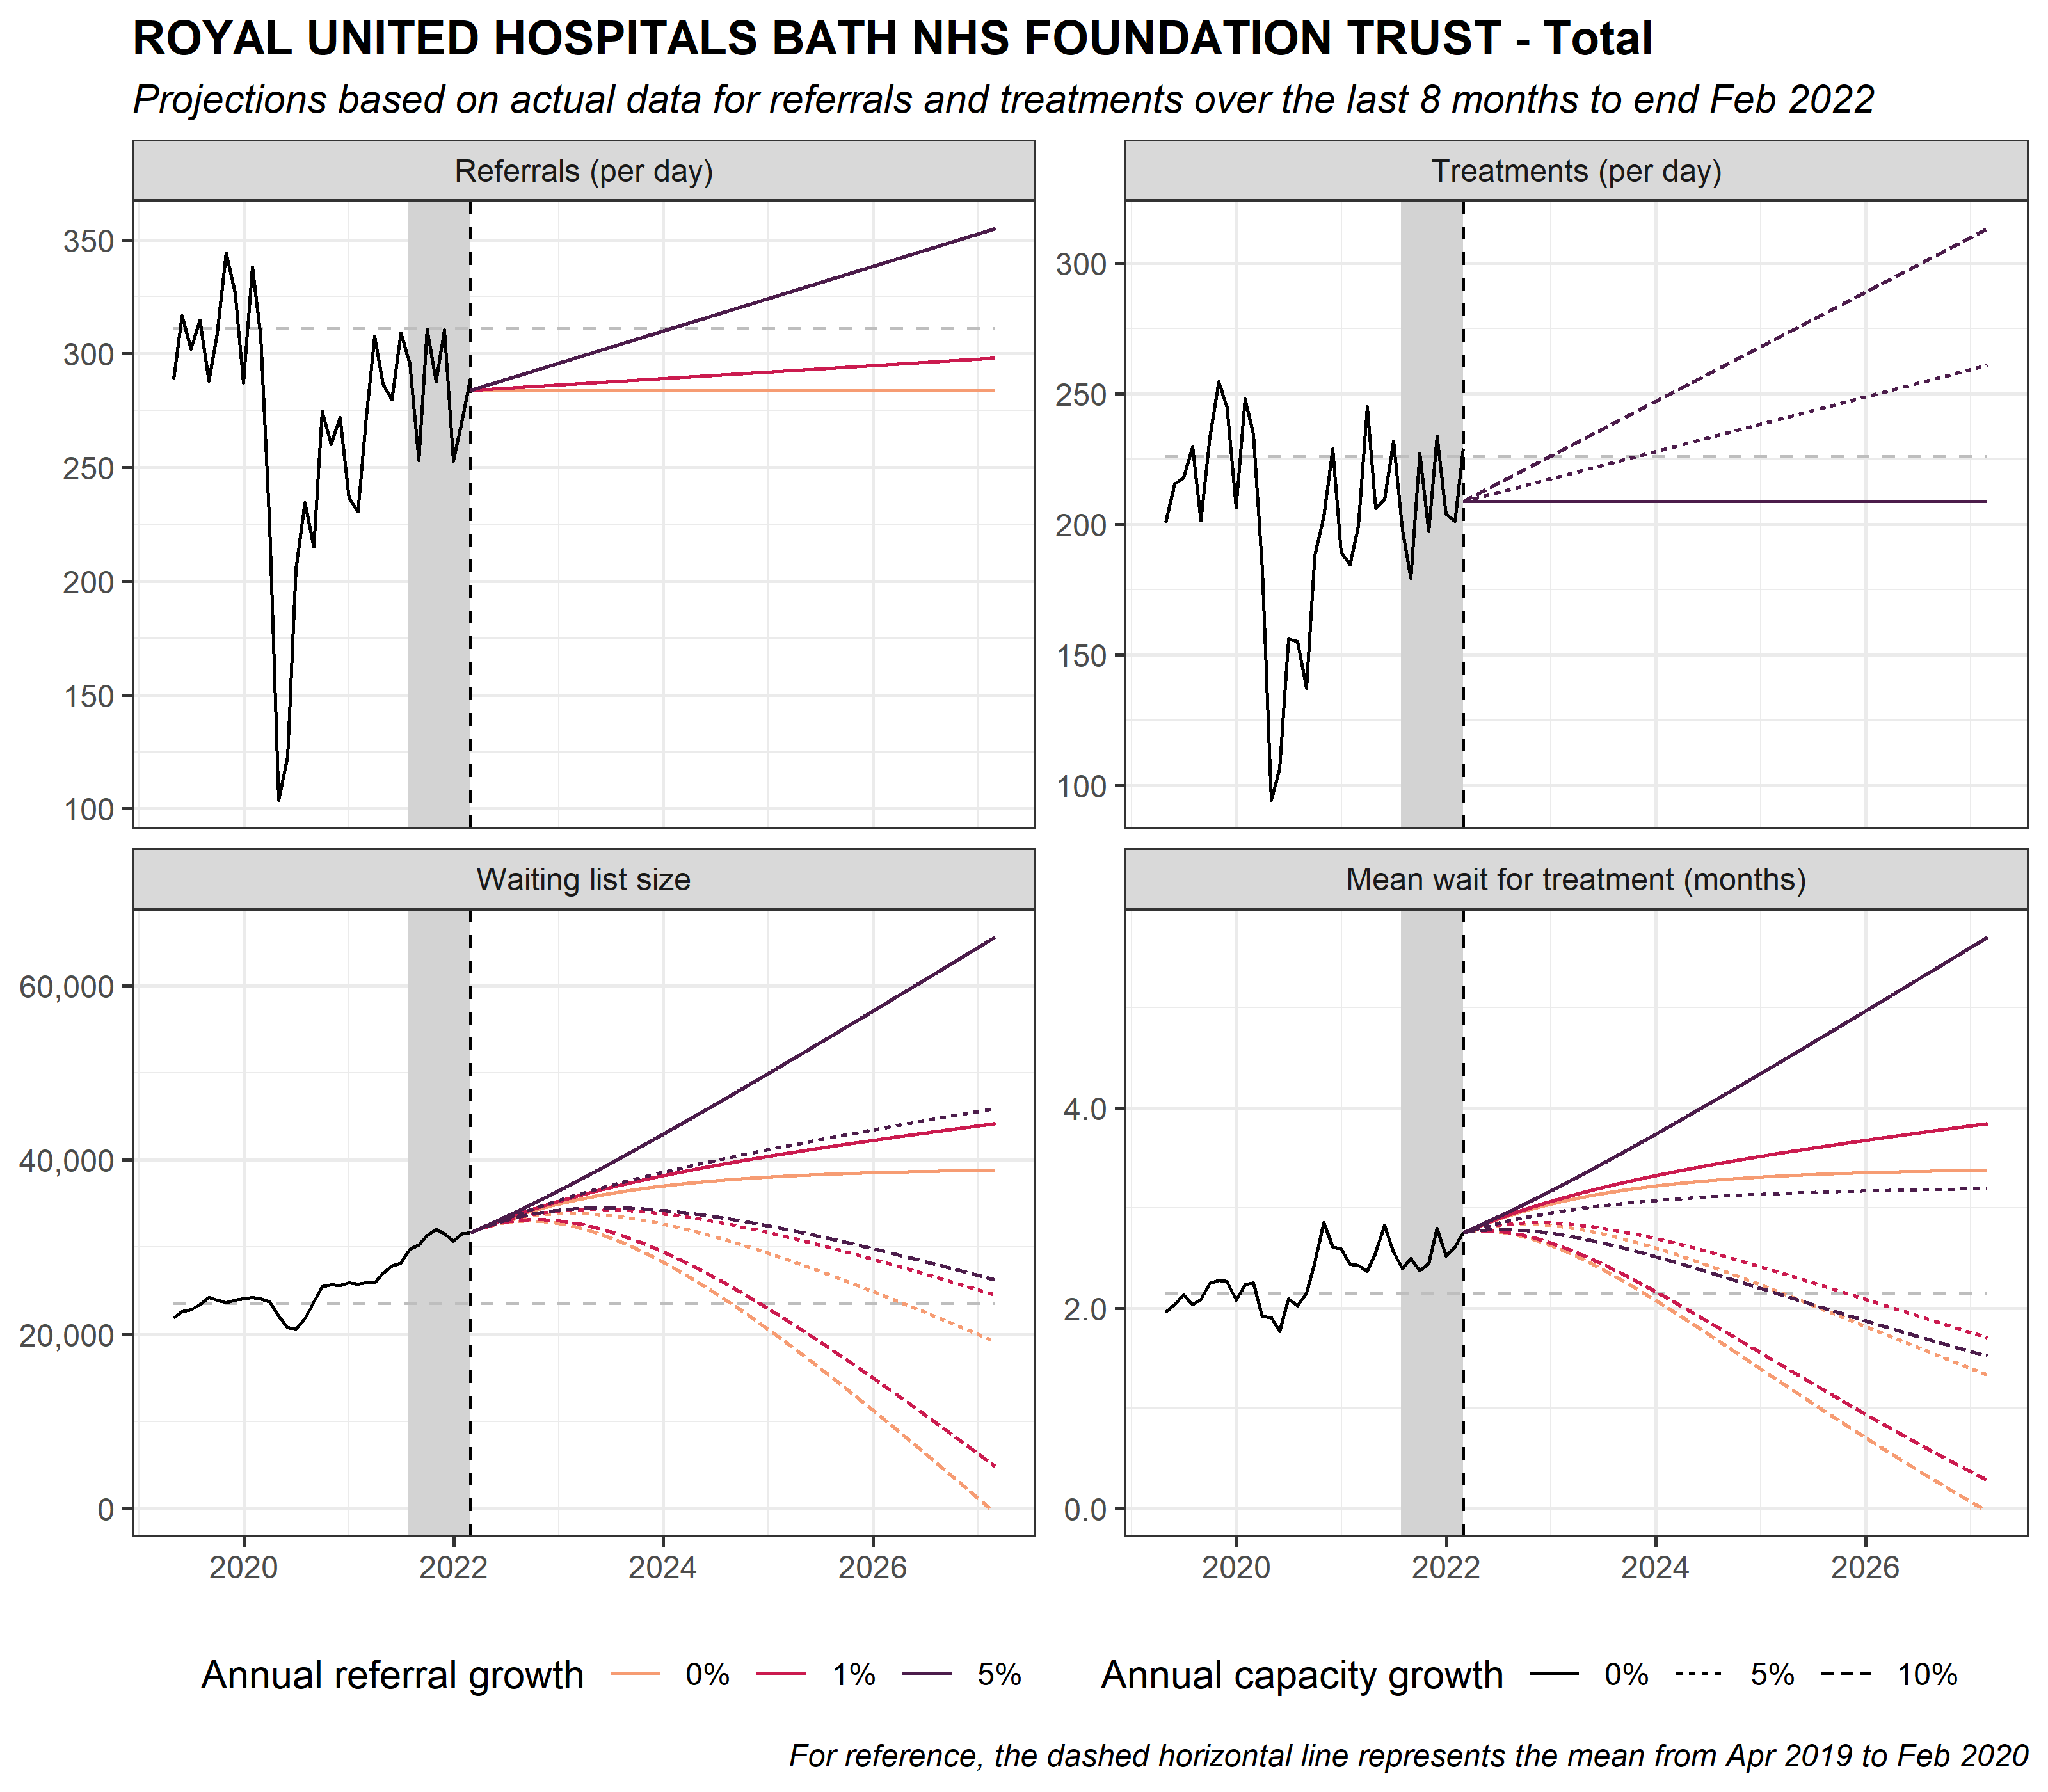 ROYAL UNITED HOSPITALS BATH NHS FOUNDATION TRUST - Total
Projections based on actual data for referrals and treatments over the last 8 months to end Feb 2022
Referrals (per day)
350
300
250
200
150
100
Treatments (per day)
300
250
200
150
100
Waiting list size
60,000
40,000
20,000
0
2020 2022 2024 2026
Mean wait for treatment (months)
4.0
2.0
0.0
2020 2022 2024 2026
Annual referral growth 0% 1% 5%
Annual capacity growth 0% 5% 10%
For reference, the dashed horizontal line represents the mean from Apr 2019 to Feb 2020